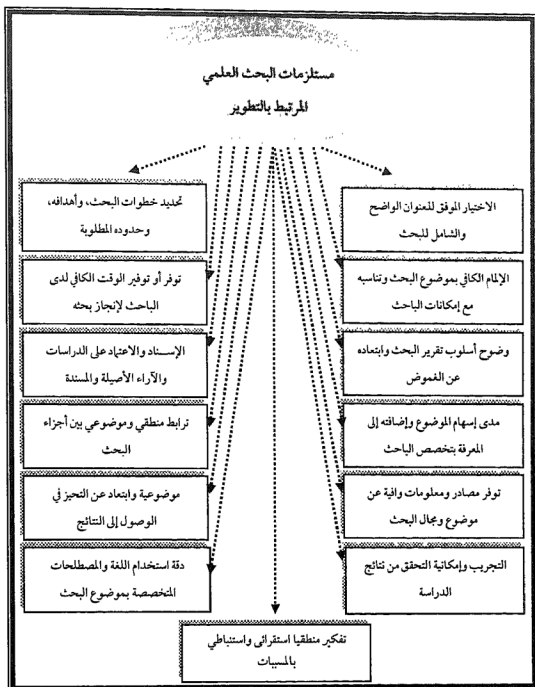 مستلزمات البحث العلمي
المرتبط بالتطوير
الاختيار الموفق للعنوان الواضح
والشامل للبحث
الإلمام الكافي بموضوع البحث وتناسبه
مع إمكانات الباحث
وضوح أسلوب تقرير البحث وابتعاده
عن الغموض
مدى إسهام الموضوع وإضافته إلى
المعرفة بتخصص الباحث
توفر مصادر ومعلومات وافية عن
موضوع ومجال البحث
التجريب وإمكانية التحقق من نتائج
الدراسة
تحديد خطوات البحث، وأهدافه،
وحدوده المطلوبة
توفر أو توفير الوقت الكافي لدى
الباحث لإنجاز بحثه
الإسناد والاعتماد على الدراسات
والآراء الأصيلة والمسندة
ترابط منطقي وموضوعي بين أجزاء
البحث
موضوعية وابتعاد عن التحيز في
الوصول إلى النتائج
دقة استخدام اللغة والمصطلحات
المتخصصة بموضوع البحث
تفكير منطقيا استقرائى واستنباطي
بالمسببات